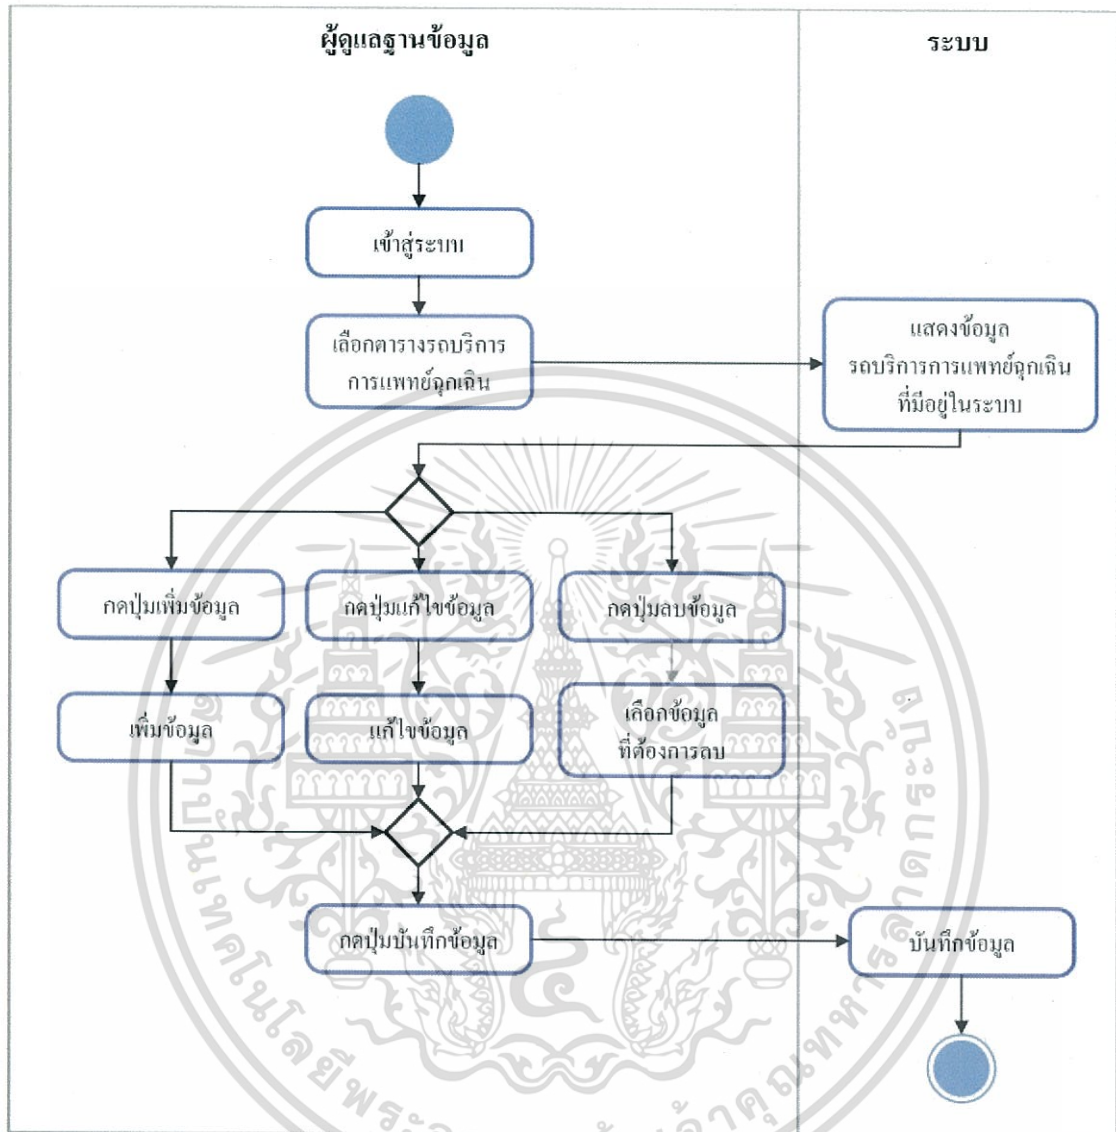 ผู้ดูแลฐานข้อมูล
ระบบ
เข้าสู่ระบบ
เลือกตารางรถบริการ
การแพทย์ฉุกเฉิน
แสดงข้อมูล
รถบริการการแพทย์ฉุกเฉิน
ที่มีอยู่ในระบบ
กดปุ่มเพิ่มข้อมูล
กดปุ่มแก้ไขข้อมูล
กดปุ่มลบข้อมูล
เพิ่มข้อมูล
แก้ไขข้อมูล
เลือกข้อมูล
ที่ต้องการลบ
กดปุ่มบันทึกข้อมูล
บันทึกข้อมูล